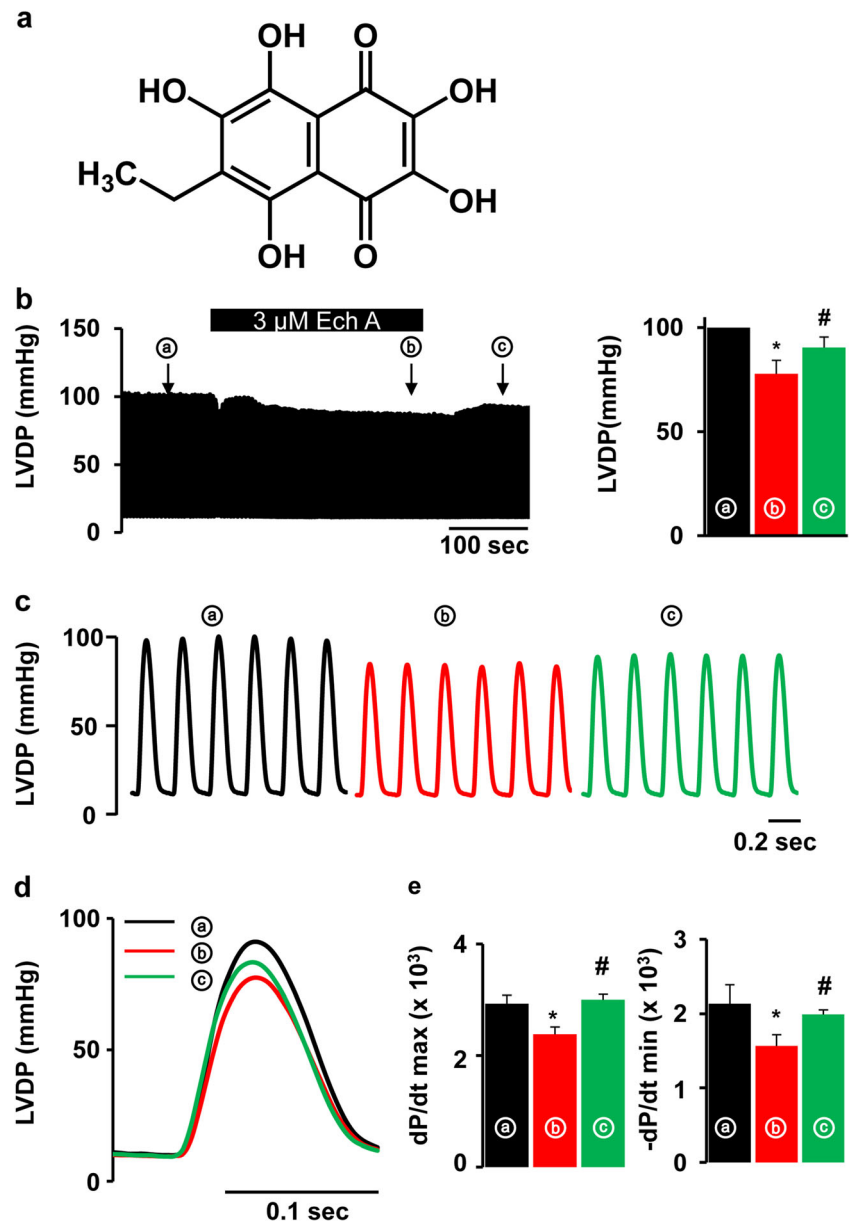 a
OH OH O
HO OH
H₃C
OH
OH O
b
3 µM Ech A
LVDP (mmHg)
150
100
50
0
ⓐ ⓑ ⓒ
100 sec
LVDP(mmHg)
100
50
0
* #
ⓐ ⓑ ⓒ
c
ⓐ ⓑ ⓒ
LVDP (mmHg)
100
50
0
0.2 sec
d
LVDP (mmHg)
100
50
0
ⓐ
ⓑ
ⓒ
0.1 sec
e
dP/dt max (x 10³)
4
2
0
* #
ⓐ ⓑ ⓒ
-dP/dt min (x 10³)
3
2
1
0
* #
ⓐ ⓑ ⓒ